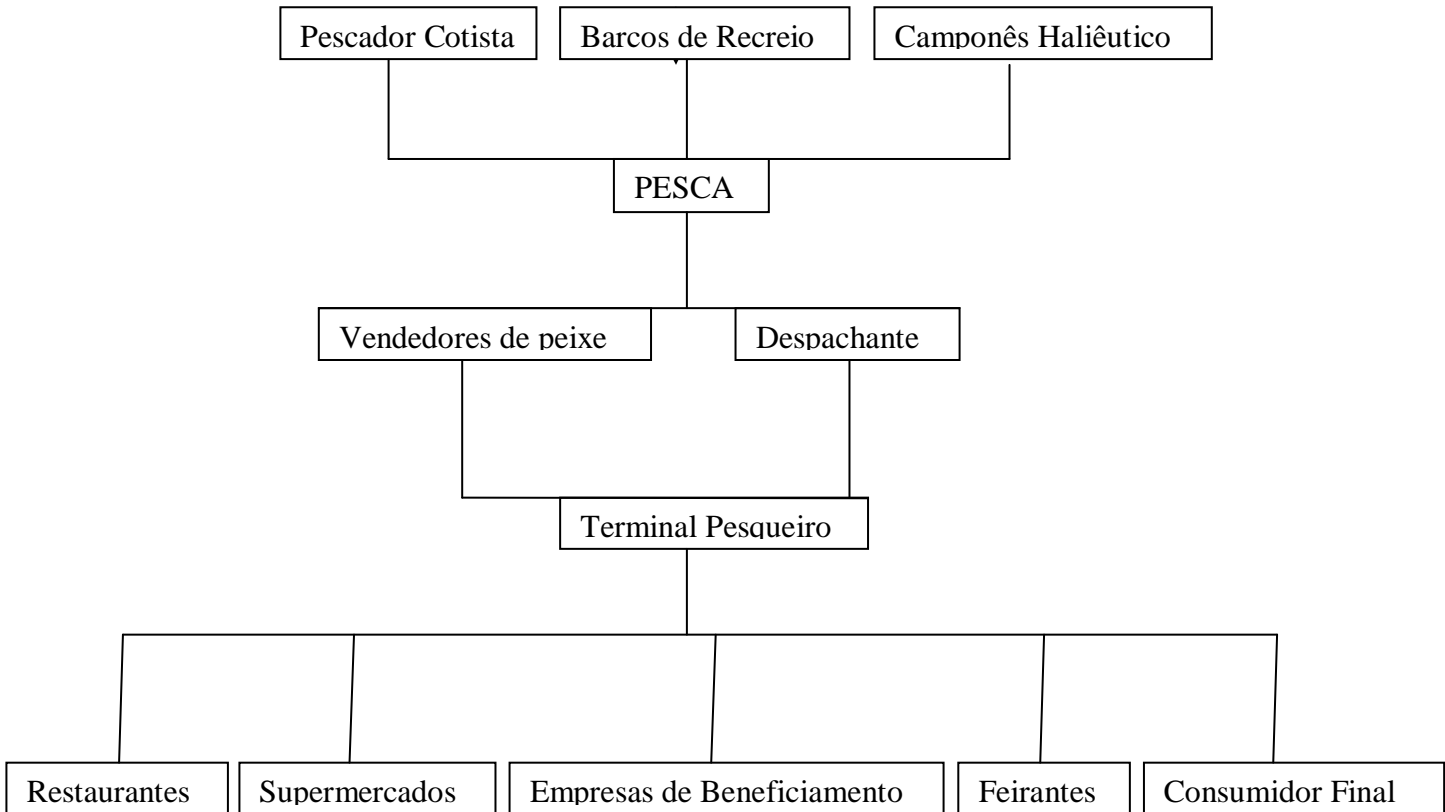 Pescador Cotista
Barcos de Recreio
Camponês Haliêutico
PESCA
Vendedores de peixe
Despachante
Terminal Pesqueiro
Restaurantes
Supermercados
Empresas de Beneficiamento
Feirantes
Consumidor Final